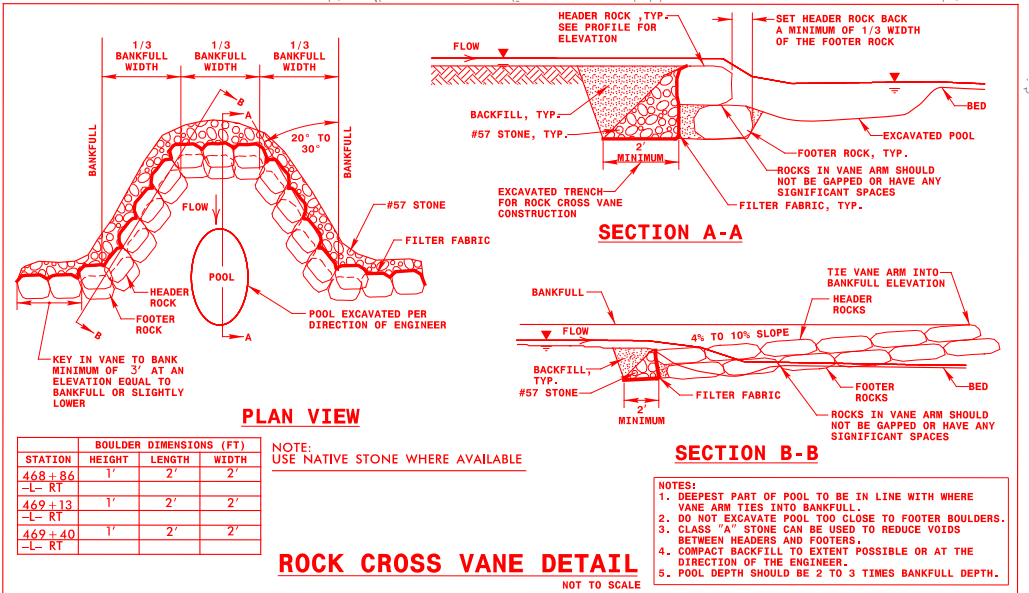 1/3
BANKFULL
WIDTH
1/3
BANKFULL
WIDTH
1/3
BANKFULL
WIDTH
B
A
BANKFULL
BANKFULL
20° TO
30°
FLOW
#57 STONE
FILTER FABRIC
POOL
HEADER
ROCK
FOOTER
ROCK
B
A
POOL EXCAVATED PER
DIRECTION OF ENGINEER
KEY IN VANE TO BANK
MINIMUM OF 3' AT AN
ELEVATION EQUAL TO
BANKFULL OR SLIGHTLY
LOWER
PLAN VIEW
HEADER ROCK ,TYP.
SEE PROFILE FOR
ELEVATION
SET HEADER ROCK BACK
A MINIMUM OF 1/3 WIDTH
OF THE FOOTER ROCK
FLOW
BACKFILL, TYP.
#57 STONE, TYP.
2'
MINIMUM
BED
EXCAVATED POOL
FOOTER ROCK, TYP.
ROCKS IN VANE ARM SHOULD
NOT BE GAPPED OR HAVE ANY
SIGNIFICANT SPACES
EXCAVATED TRENCH
FOR ROCK CROSS VANE
CONSTRUCTION
FILTER FABRIC, TYP.
SECTION A-A
TIE VANE ARM INTO
BANKFULL ELEVATION
BANKFULL
HEADER
ROCKS
FLOW
4% TO 10% SLOPE
BACKFILL,
TYP.
#57 STONE
FILTER FABRIC
2'
MINIMUM
FOOTER
ROCKS
BED
ROCKS IN VANE ARM SHOULD
NOT BE GAPPED OR HAVE ANY
SIGNIFICANT SPACES
SECTION B-B
BOULDER DIMENSIONS (FT)
STATION HEIGHT LENGTH WIDTH
468+86 1' 2' 2'
-L- RT
469+13 1' 2' 2'
-L- RT
469+40 1' 2' 2'
-L- RT
NOTE:
USE NATIVE STONE WHERE AVAILABLE
NOTES:
1. DEEPEST PART OF POOL TO BE IN LINE WITH WHERE
VANE ARM TIES INTO BANKFULL.
2. DO NOT EXCAVATE POOL TOO CLOSE TO FOOTER BOULDERS.
3. CLASS "A" STONE CAN BE USED TO REDUCE VOIDS
BETWEEN HEADERS AND FOOTERS.
4. COMPACT BACKFILL TO EXTENT POSSIBLE OR AT THE
DIRECTION OF THE ENGINEER.
5. POOL DEPTH SHOULD BE 2 TO 3 TIMES BANKFULL DEPTH.
ROCK CROSS VANE DETAIL
NOT TO SCALE